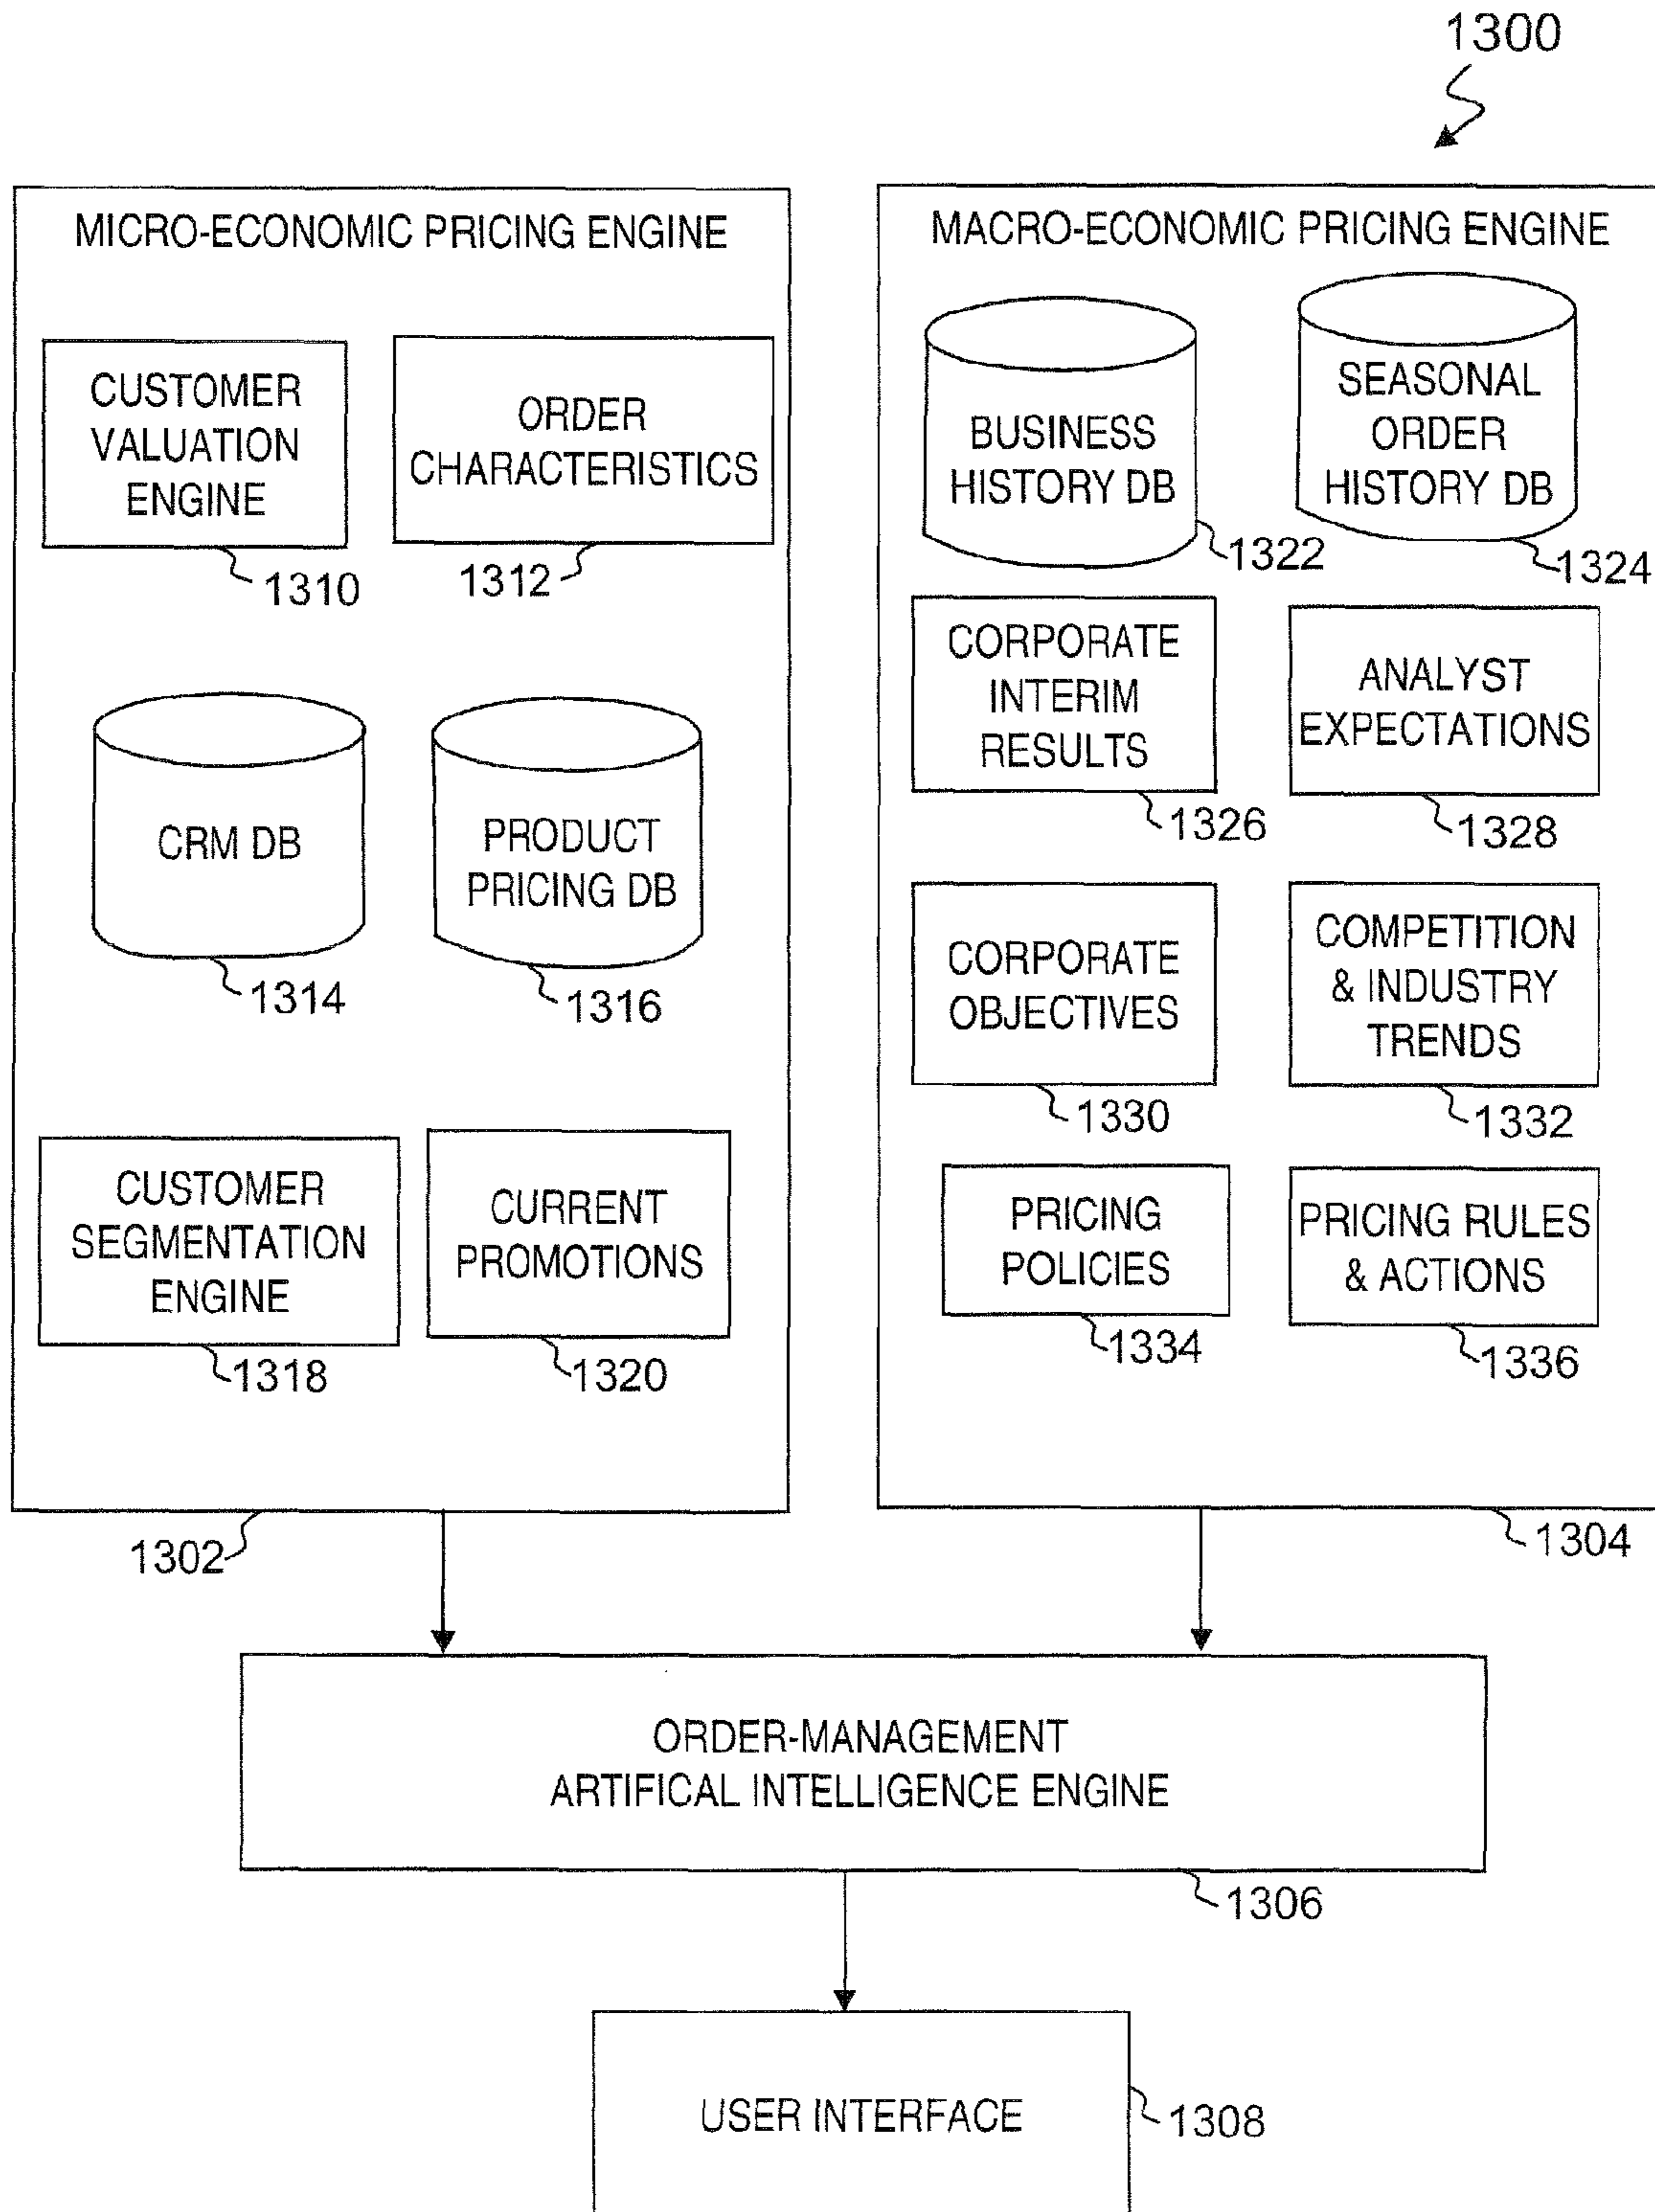 1300
MICRO-ECONOMIC PRICING ENGINE
CUSTOMER
VALUATION
ENGINE
1310
ORDER
CHARACTERISTICS
1312
CRM DB
1314
PRODUCT
PRICING DB
1316
CUSTOMER
SEGMENTATION
ENGINE
1318
CURRENT
PROMOTIONS
1320
1302
MACRO-ECONOMIC PRICING ENGINE
BUSINESS
HISTORY DB
1322
SEASONAL
ORDER
HISTORY DB
1324
CORPORATE
INTERIM
RESULTS
1326
ANALYST
EXPECTATIONS
1328
CORPORATE
OBJECTIVES
1330
COMPETITION
& INDUSTRY
TRENDS
1332
PRICING
POLICIES
1334
PRICING RULES
& ACTIONS
1336
1304
ORDER-MANAGEMENT
ARTIFICAL INTELLIGENCE ENGINE
1306
USER INTERFACE
1308